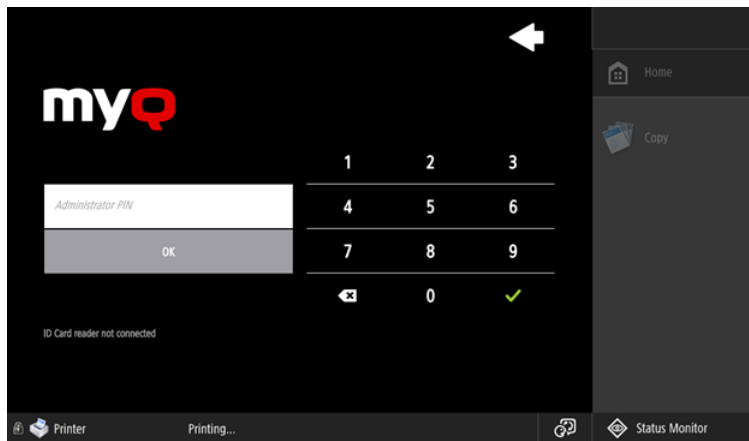 myQ
Home
Copy
1 2 3
Administrator PIN
4 5 6
OK
7 8 9
0
ID Card reader not connected
Printer Printing... Status Monitor